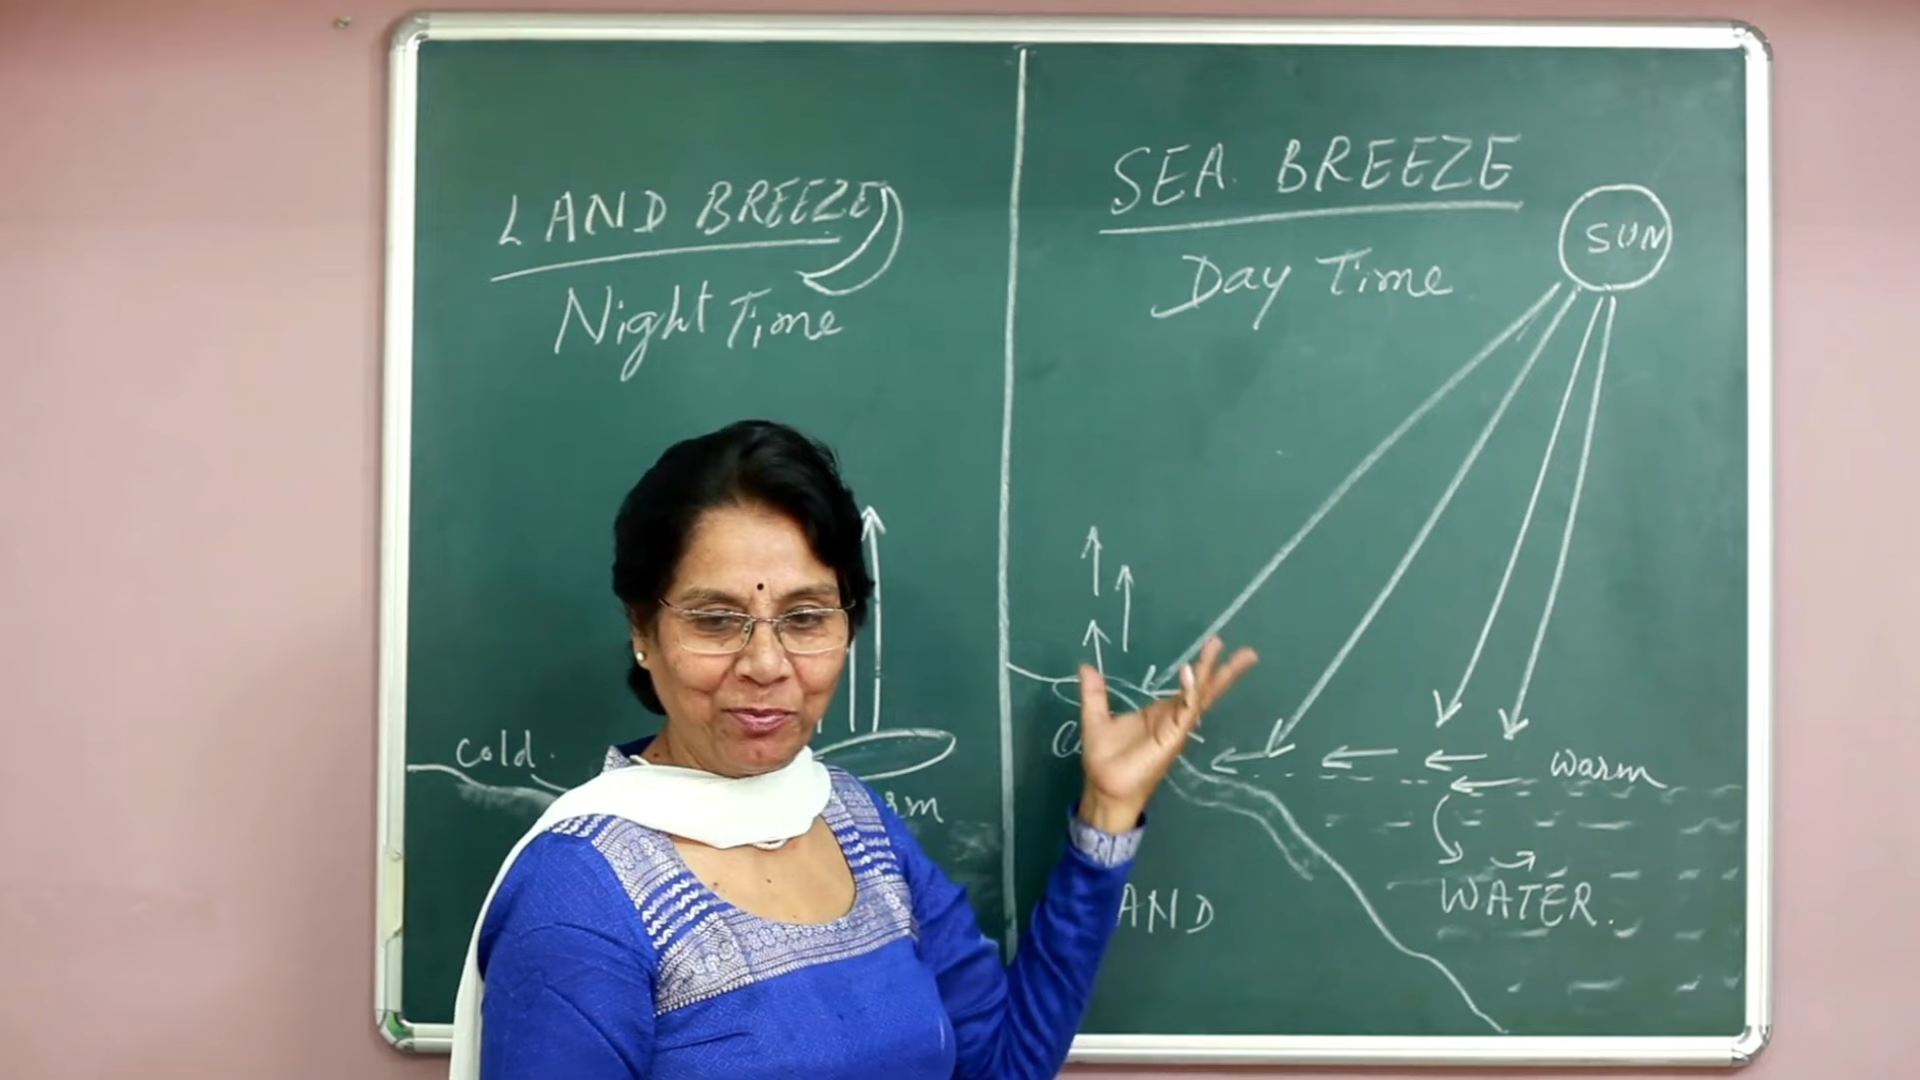 LAND BREEZE
Night Time
Cold.
SEA BREEZE
Day Time
SUN
warm
WATER.